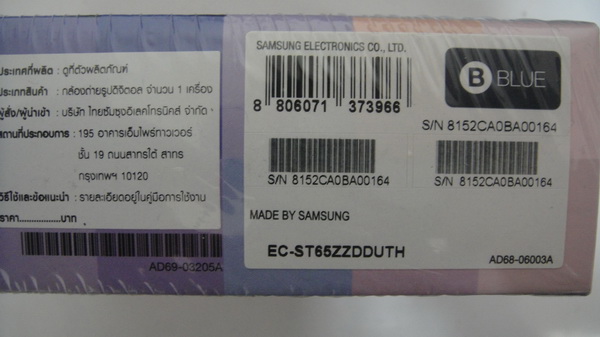 ประเทศที่ผลิต : ดูที่ตัวผลิตภัณฑ์
ประเภทสินค้า : กล้องถ่ายรูปดิจิตอล จำนวน 1 เครื่อง
ผู้สั่ง/ผู้นำเข้า : บริษัท ไทยซัมซุงอิเลคโทรนิคส์ จำกัด
สถานที่ประกอบการ : 195 อาคารเอ็มไพร์ทาวเวอร์
ชั้น 19 ถนนสาทรใต้ สาทร
กรุงเทพฯ 10120
วิธีใช้และข้อแนะนำ : รายละเอียดอยู่ในคู่มือการใช้งาน
ราคา................บาท
AD69-03205A
SAMSUNG ELECTRONICS CO., LTD.
8 806071 373966
B BLUE
S/N 8152CA0BA00164
S/N 8152CA0BA00164
S/N 8152CA0BA00164
MADE BY SAMSUNG
EC-ST65ZZDDUTH
AD68-06003A